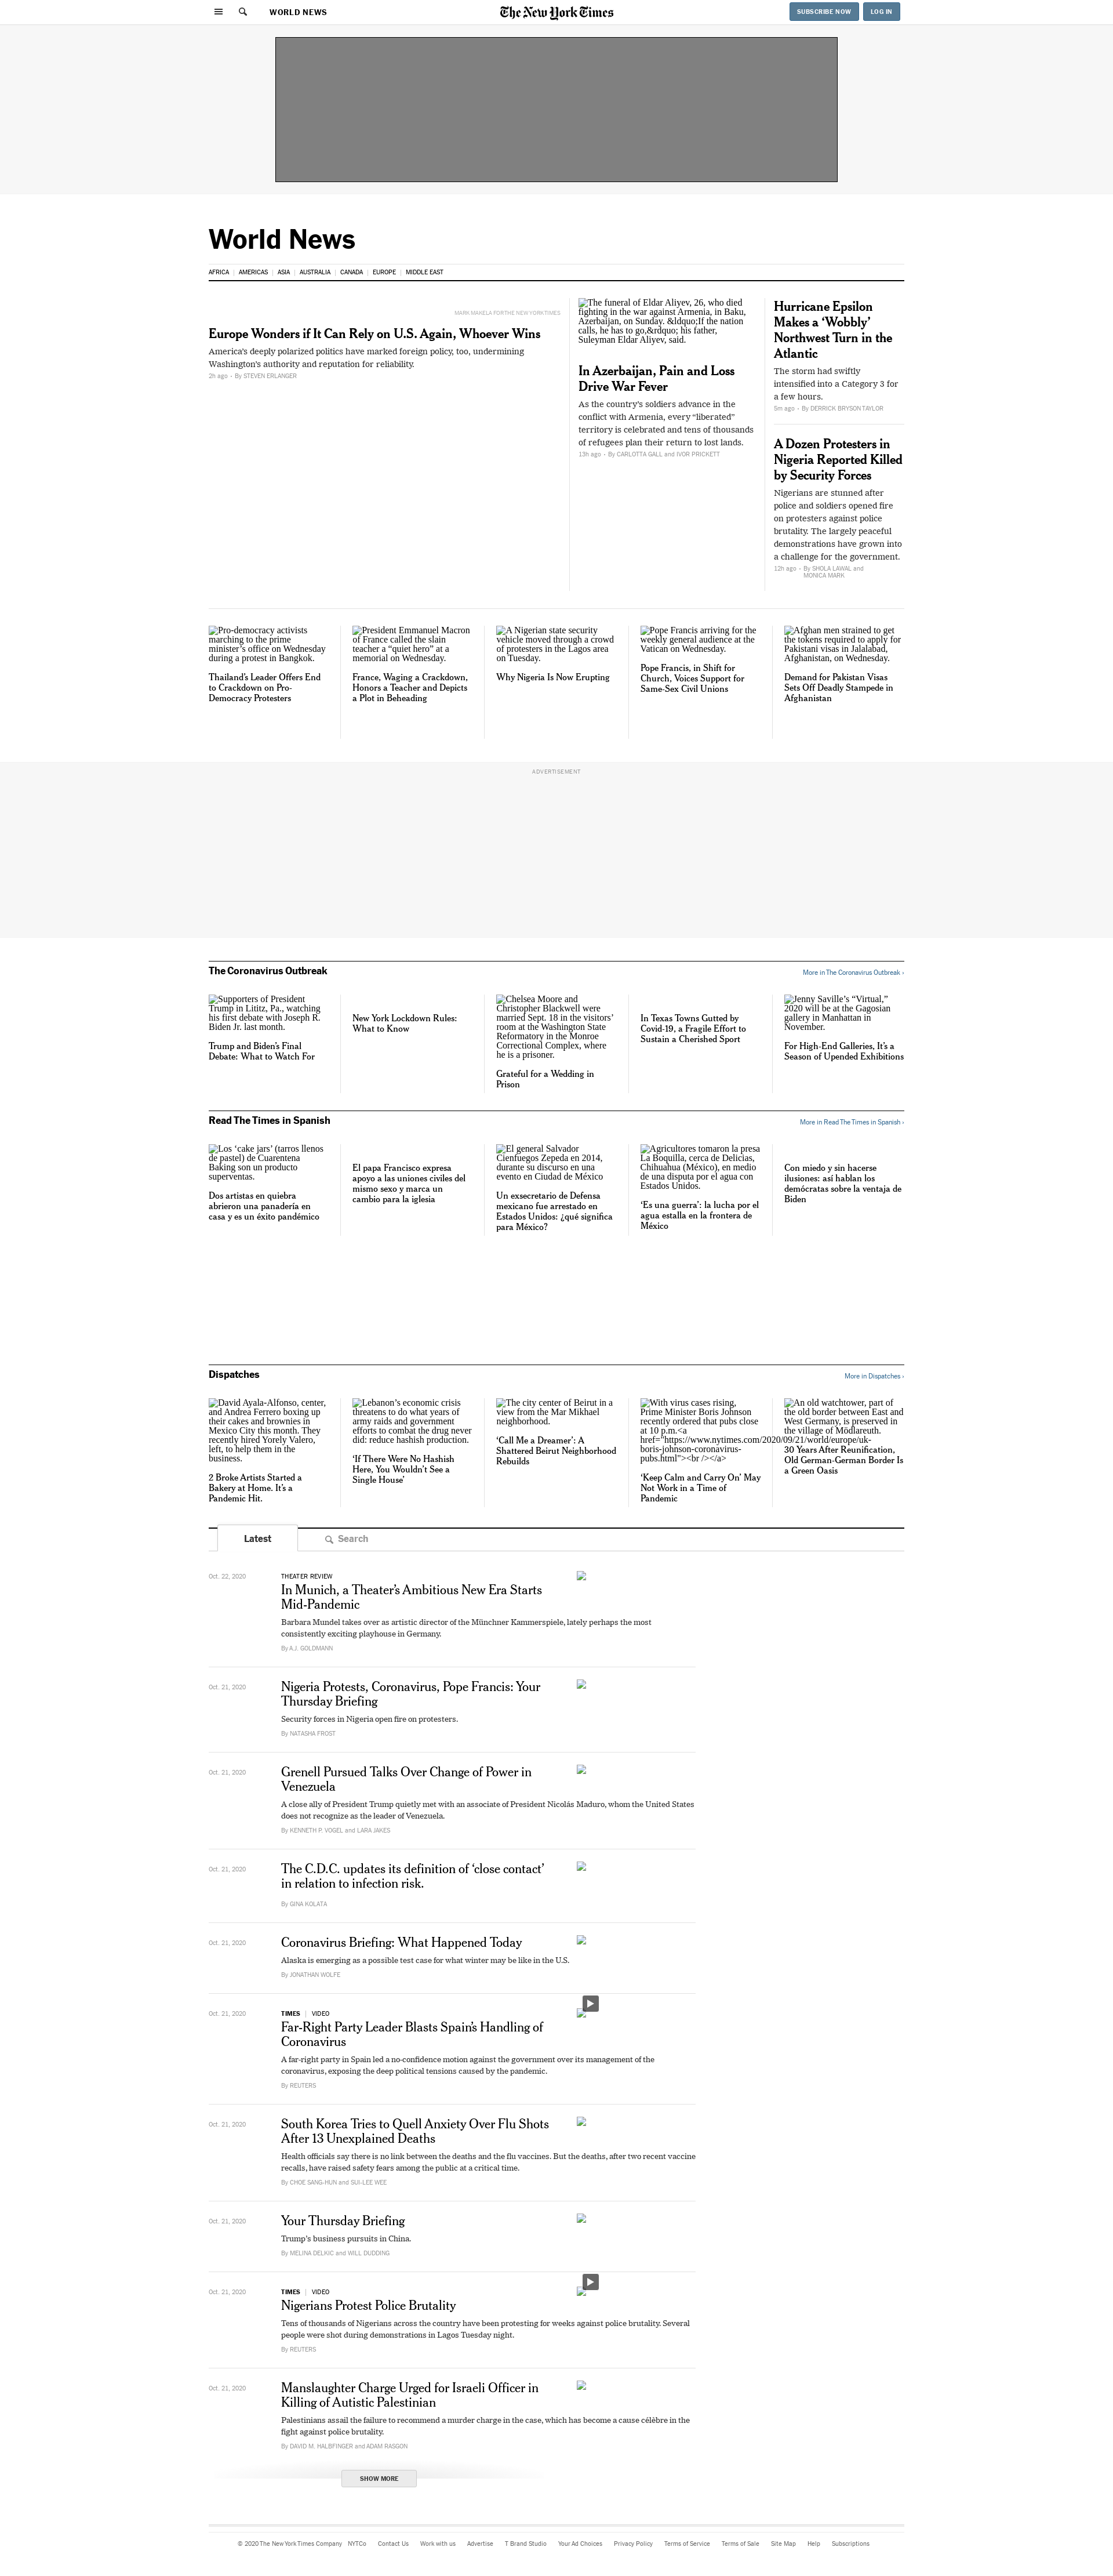 WORLD NEWS
The New York Times
SUBSCRIBE NOW
LOG IN
World News
AFRICA
AMERICAS
ASIA
AUSTRALIA
CANADA
EUROPE
MIDDLE EAST
MARK MAKELA FOR THE NEW YORK TIMES
Europe Wonders if It Can Rely on U.S. Again, Whoever Wins
America's deeply polarized politics have marked foreign policy, too, undermining
Washington's authority and reputation for reliability.
2h ago • By STEVEN ERLANGER
The funeral of Eldar Aliyev, 26, who died
fighting in the war against Armenia, in Baku,
Azarbaijan, on Sunday. &ldquo;If the nation
calls, he has to go,&rdquo; his father,
Suleyman Eldar Aliyev, said.
In Azerbaijan, Pain and Loss
Drive War Fever
As the country's soldiers advance in the
conflict with Armenia, every “liberated”
territory is celebrated and tens of thousands
of refugees plan their return to lost lands.
13h ago • By CARLOTTA GALL and IVOR PRICKETT
Hurricane Epsilon
Makes a ‘Wobbly’
Northwest Turn in the
Atlantic
The storm had swiftly
intensified into a Category 3 for
a few hours.
5m ago • By DERRICK BRYSON TAYLOR
A Dozen Protesters in
Nigeria Reported Killed
by Security Forces
Nigerians are stunned after
police and soldiers opened fire
on protesters against police
brutality. The largely peaceful
demonstrations have grown into
a challenge for the government.
12h ago • By SHOLA LAWAL and
MONICA MARK
Pro-democracy activists
marching to the prime
minister’s office on Wednesday
during a protest in Bangkok.
Thailand’s Leader Offers End
to Crackdown on Pro-
Democracy Protesters
President Emmanuel Macron
of France called the slain
teacher a “quiet hero” at a
memorial on Wednesday.
France, Waging a Crackdown,
Honors a Teacher and Depicts
a Plot in Beheading
A Nigerian state security
vehicle moved through a crowd
of protesters in the Lagos area
on Tuesday.
Why Nigeria Is Now Erupting
Pope Francis arriving for the
weekly general audience at the
Vatican on Wednesday.
Pope Francis, in Shift for
Church, Voices Support for
Same-Sex Civil Unions
Afghan men strained to get
the tokens required to apply for
Pakistani visas in Jalalabad,
Afghanistan, on Wednesday.
Demand for Pakistan Visas
Sets Off Deadly Stampede in
Afghanistan
ADVERTISEMENT
The Coronavirus Outbreak
More in The Coronavirus Outbreak ›
Supporters of President
Trump in Lititz, Pa., watching
his first debate with Joseph R.
Biden Jr. last month.
Trump and Biden’s Final
Debate: What to Watch For
New York Lockdown Rules:
What to Know
Chelsea Moore and
Christopher Blackwell were
married Sept. 18 in the visitors’
room at the Washington State
Reformatory in the Monroe
Correctional Complex, where
he is a prisoner.
Grateful for a Wedding in
Prison
In Texas Towns Gutted by
Covid-19, a Fragile Effort to
Sustain a Cherished Sport
Jenny Saville’s “Virtual,”
2020 will be at the Gagosian
gallery in Manhattan in
November.
For High-End Galleries, It’s a
Season of Upended Exhibitions
Read The Times in Spanish
More in Read The Times in Spanish ›
Los ‘cake jars’ (tarros llenos
de pastel) de Cuarentena
Baking son un producto
superventas.
Dos artistas en quiebra
abrieron una panadería en
casa y es un éxito pandémico
El papa Francisco expresa
apoyo a las uniones civiles del
mismo sexo y marca un
cambio para la iglesia
El general Salvador
Cienfuegos Zepeda en 2014,
durante su discurso en un
evento en Ciudad de México
Un exsecretario de Defensa
mexicano fue arrestado en
Estados Unidos: ¿qué significa
para México?
Agricultores tomaron la presa
La Boquilla, cerca de Delicias,
Chihuahua (México), en medio
de una disputa por el agua con
Estados Unidos.
‘Es una guerra’: la lucha por el
agua estalla en la frontera de
México
Con miedo y sin hacerse
ilusiones: así hablan los
demócratas sobre la ventaja de
Biden
Dispatches
More in Dispatches ›
David Ayala-Alfonso, center,
and Andrea Ferrero boxing up
their cakes and brownies in
Mexico City this month. They
recently hired Yorely Valero,
left, to help them in the
business.
2 Broke Artists Started a
Bakery at Home. It’s a
Pandemic Hit.
Lebanon’s economic crisis
threatens to do what years of
army raids and government
efforts to combat the drug never
did: reduce hashish production.
‘If There Were No Hashish
Here, You Wouldn’t See a
Single House’
The city center of Beirut in a
view from the Mar Mikhael
neighborhood.
‘Call Me a Dreamer’: A
Shattered Beirut Neighborhood
Rebuilds
With virus cases rising,
Prime Minister Boris Johnson
recently ordered that pubs close
at 10 p.m.<a
href="https://www.nytimes.com/2020/09/21/world/europe/uk-
boris-johnson-coronavirus-
pubs.html"><br /></a>
‘Keep Calm and Carry On’ May
Not Work in a Time of
Pandemic
An old watchtower, part of
the old border between East and
West Germany, is preserved in
the village of Mödlareuth.
30 Years After Reunification,
Old German-German Border Is
a Green Oasis
Latest
Search
Oct. 22, 2020
THEATER REVIEW
In Munich, a Theater’s Ambitious New Era Starts
Mid-Pandemic
Barbara Mundel takes over as artistic director of the Münchner Kammerspiele, lately perhaps the most
consistently exciting playhouse in Germany.
By A.J. GOLDMANN
Oct. 21, 2020
Nigeria Protests, Coronavirus, Pope Francis: Your
Thursday Briefing
Security forces in Nigeria open fire on protesters.
By NATASHA FROST
Oct. 21, 2020
Grenell Pursued Talks Over Change of Power in
Venezuela
A close ally of President Trump quietly met with an associate of President Nicolás Maduro, whom the United States
does not recognize as the leader of Venezuela.
By KENNETH P. VOGEL and LARA JAKES
Oct. 21, 2020
The C.D.C. updates its definition of ‘close contact’
in relation to infection risk.
By GINA KOLATA
Oct. 21, 2020
Coronavirus Briefing: What Happened Today
Alaska is emerging as a possible test case for what winter may be like in the U.S.
By JONATHAN WOLFE
Oct. 21, 2020
TIMES | VIDEO
Far-Right Party Leader Blasts Spain’s Handling of
Coronavirus
A far-right party in Spain led a no-confidence motion against the government over its management of the
coronavirus, exposing the deep political tensions caused by the pandemic.
By REUTERS
Oct. 21, 2020
South Korea Tries to Quell Anxiety Over Flu Shots
After 13 Unexplained Deaths
Health officials say there is no link between the deaths and the flu vaccines. But the deaths, after two recent vaccine
recalls, have raised safety fears among the public at a critical time.
By CHOE SANG-HUN and SUI-LEE WEE
Oct. 21, 2020
Your Thursday Briefing
Trump’s business pursuits in China.
By MELINA DELKIC and WILL DUDDING
Oct. 21, 2020
TIMES | VIDEO
Nigerians Protest Police Brutality
Tens of thousands of Nigerians across the country have been protesting for weeks against police brutality. Several
people were shot during demonstrations in Lagos Tuesday night.
By REUTERS
Oct. 21, 2020
Manslaughter Charge Urged for Israeli Officer in
Killing of Autistic Palestinian
Palestinians assail the failure to recommend a murder charge in the case, which has become a cause célèbre in the
fight against police brutality.
By DAVID M. HALBFINGER and ADAM RASGON
SHOW MORE
© 2020 The New York Times Company
NYTCo
Contact Us
Work with us
Advertise
T Brand Studio
Your Ad Choices
Privacy Policy
Terms of Service
Terms of Sale
Site Map
Help
Subscriptions